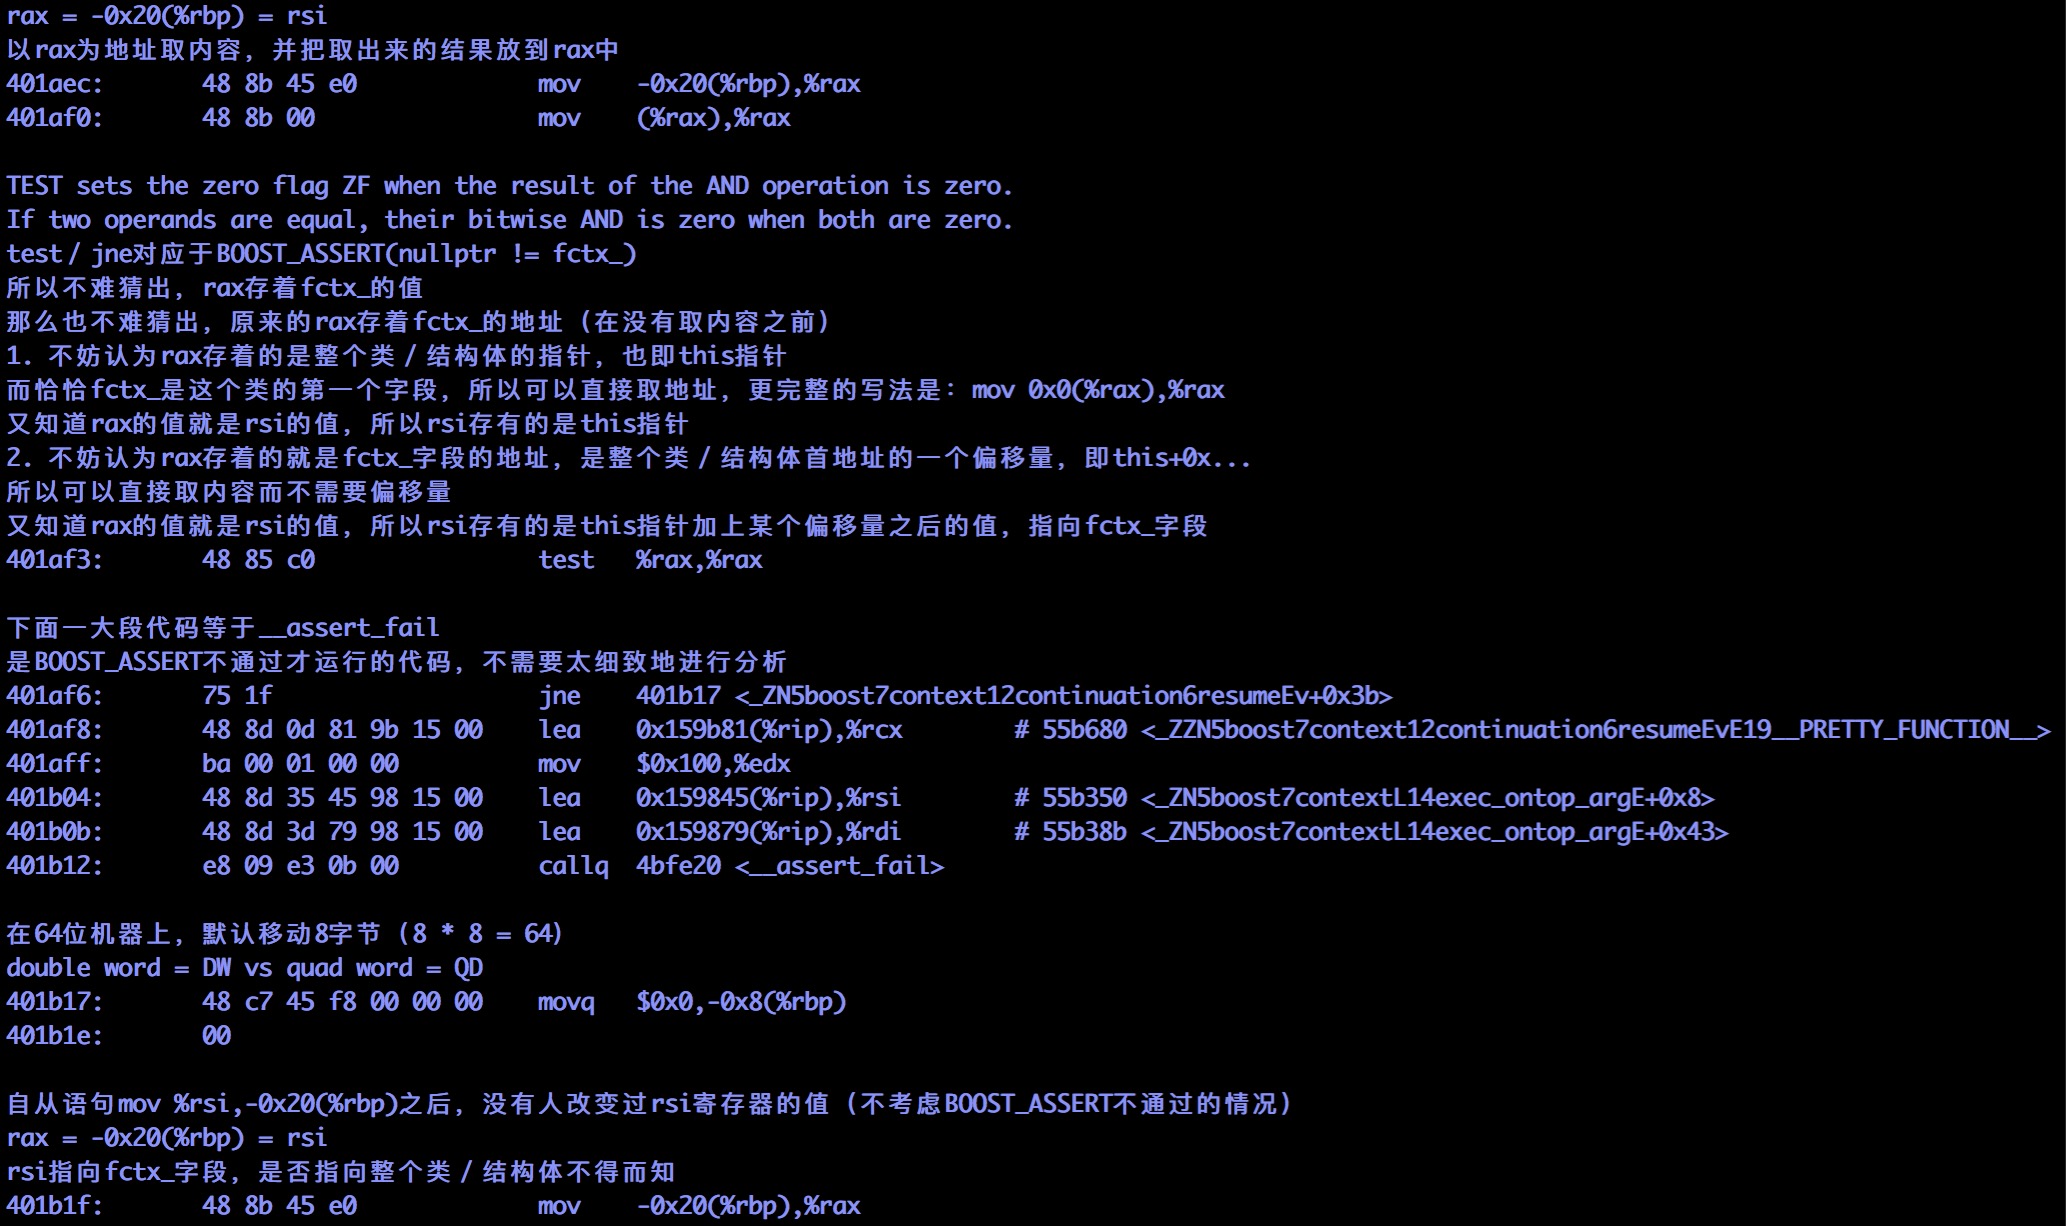 rax = -0x20(%rbp) = rsi
以rax为地址取内容，并把取出来的结果放到rax中
401aec:       48 8b 45 e0             mov    -0x20(%rbp),%rax
401af0:       48 8b 00                mov    (%rax),%rax
TEST sets the zero flag ZF when the result of the AND operation is zero.
If two operands are equal, their bitwise AND is zero when both are zero.
test / jne对应于BOOST_ASSERT(nullptr != fctx_)
所以不难猜出，rax存着fctx_的值
那么也不难猜出，原来的rax存着fctx_的地址（在没有取内容之前）
1. 不妨认为rax存着的是整个类 / 结构体的指针，也即this指针
而恰恰fctx_是这个类的第一个字段，所以可以直接取地址，更完整的写法是：mov 0x0(%rax),%rax
又知道rax的值就是rsi的值，所以rsi存有的是this指针
2. 不妨认为rax存着的就是fctx_字段的地址，是整个类 / 结构体首地址的一个偏移量，即this+0x...
所以可以直接取内容而不需要偏移量
又知道rax的值就是rsi的值，所以rsi存有的是this指针加上某个偏移量之后的值，指向fctx_字段
401af3:       48 85 c0                test   %rax,%rax
下面一大段代码等于__assert_fail
是BOOST_ASSERT不通过才运行的代码，不需要太细致地进行分析
401af6:       75 1f                   jne    401b17 <_ZN5boost7context12continuation6resumeEv+0x3b>
401af8:       48 8d 0d 81 9b 15 00    lea    0x159b81(%rip),%rcx        # 55b680 <_ZZN5boost7context12continuation6resumeEvE19__PRETTY_FUNCTION__>
401aff:       ba 00 01 00 00          mov    $0x100,%edx
401b04:       48 8d 35 45 98 15 00    lea    0x159845(%rip),%rsi        # 55b350 <_ZN5boost7contextL14exec_ontop_argE+0x8>
401b0b:       48 8d 3d 79 98 15 00    lea    0x159879(%rip),%rdi        # 55b38b <_ZN5boost7contextL14exec_ontop_argE+0x43>
401b12:       e8 09 e3 0b 00          callq  4bfe20 <__assert_fail>
在64位机器上，默认移动8字节（8 * 8 = 64）
double word = DW vs quad word = QD
401b17:       48 c7 45 f8 00 00 00    movq   $0x0,-0x8(%rbp)
401b1e:       00
自从语句mov %rsi,-0x20(%rbp)之后，没有人改变过rsi寄存器的值（不考虑BOOST_ASSERT不通过的情况）
rax = -0x20(%rbp) = rsi
rsi指向fctx_字段，是否指向整个类 / 结构体不得而知
401b1f:       48 8b 45 e0             mov    -0x20(%rbp),%rax